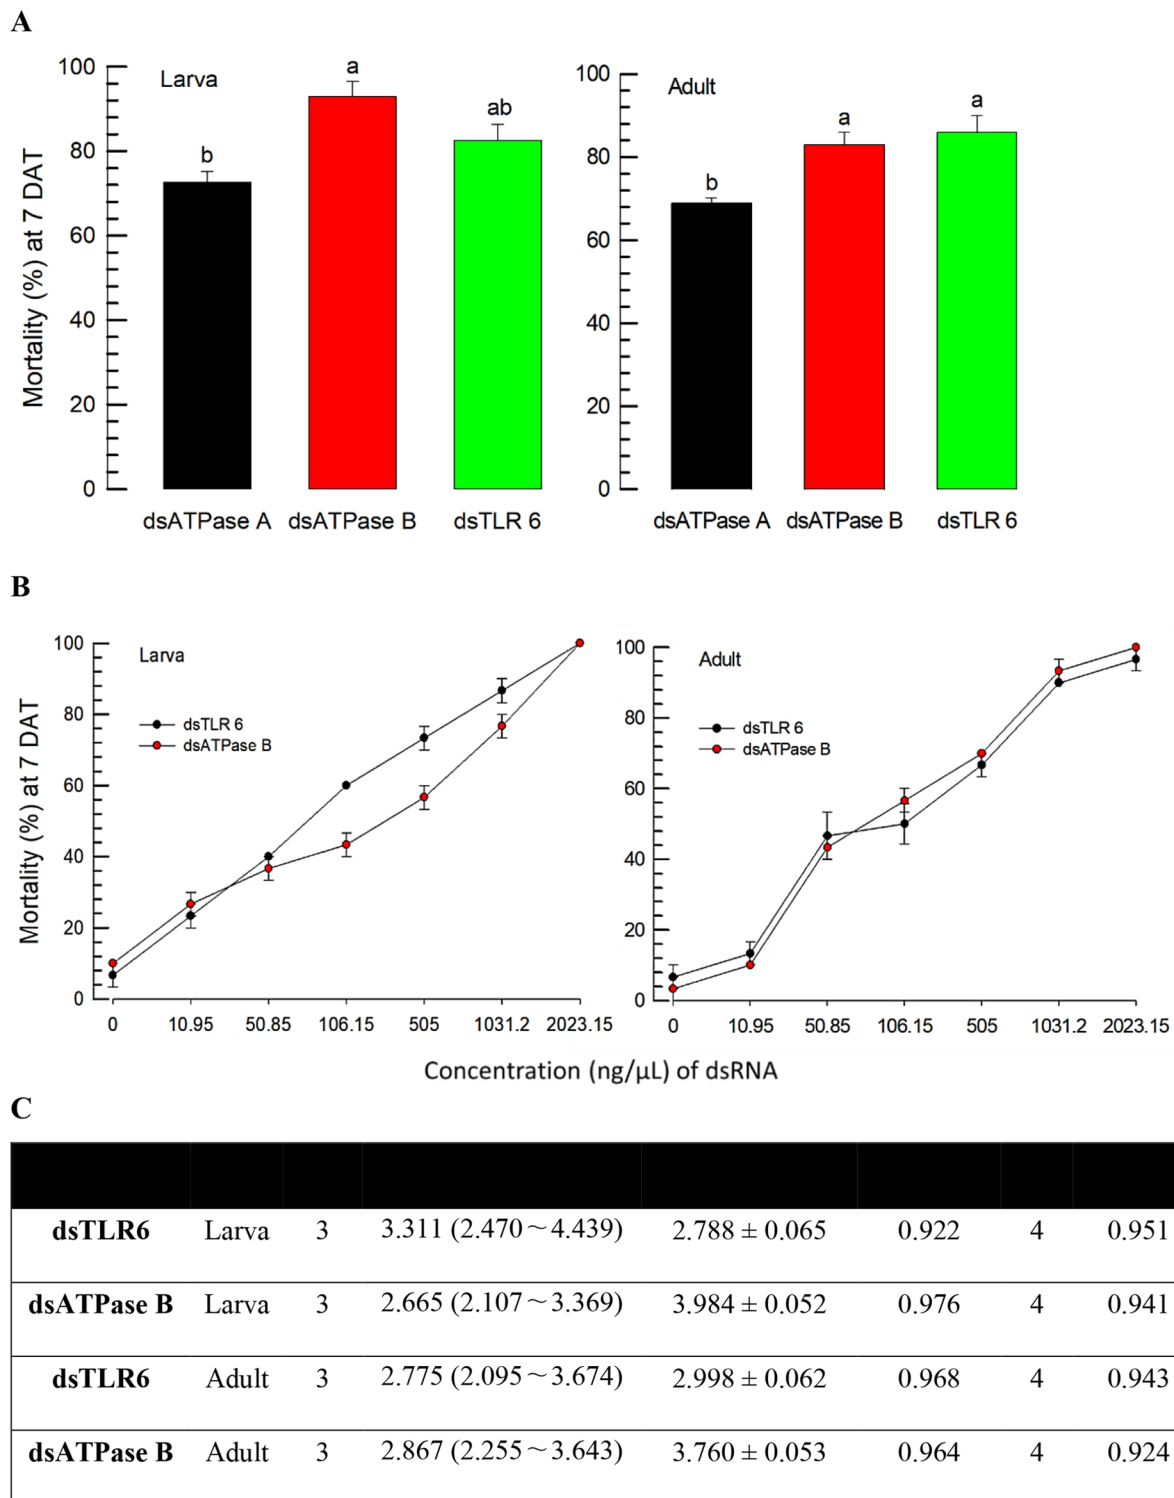 A
Larva
Adult
100
80
60
40
20
0
b
a
ab
100
80
60
40
20
0
b
a
a
Mortality (%) at 7 DAT
dsATPase A dsATPase B dsTLR 6
dsATPase A dsATPase B dsTLR 6
B
Larva
dsTLR 6
dsATPase B
100
80
60
40
20
0
Mortality (%) at 7 DAT
0 10.95 50.85 106.15 505 1031.2 2023.15
Adult
dsTLR 6
dsATPase B
100
80
60
40
20
0
0 10.95 50.85 106.15 505 1031.2 2023.15
Concentration (ng/µL) of dsRNA
C
dsTLR6 Larva 3 3.311 (2.470～4.439) 2.788 ± 0.065 0.922 4 0.951
dsATPase B Larva 3 2.665 (2.107～3.369) 3.984 ± 0.052 0.976 4 0.941
dsTLR6 Adult 3 2.775 (2.095～3.674) 2.998 ± 0.062 0.968 4 0.943
dsATPase B Adult 3 2.867 (2.255～3.643) 3.760 ± 0.053 0.964 4 0.924